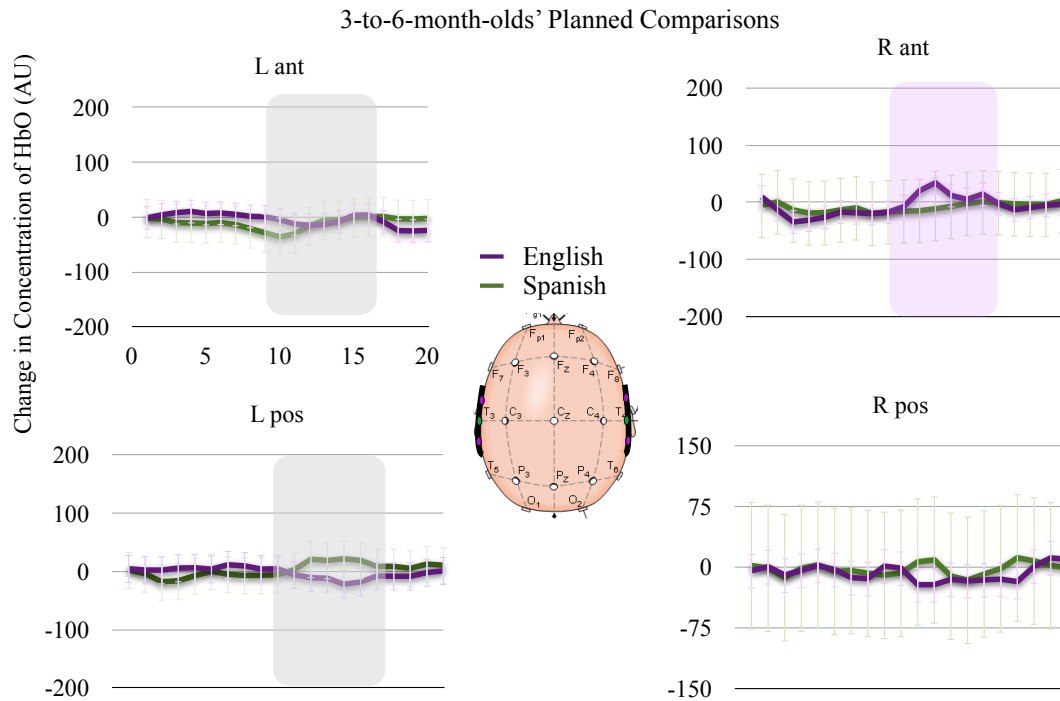 3-to-6-month-olds’ Planned Comparisons
Change in Concentration of HbO (AU)
L ant
200
100
0
-100
-200
0 5 10 15 20
R ant
200
100
0
-100
-200
English
Spanish
Fp1 Fp2
F7 F3 Fz F4 F8
T3 C3 Cz C4
T5 P3 Pz P4 T6
O1 O2
L pos
200
100
0
-100
-200
R pos
150
75
0
-75
-150